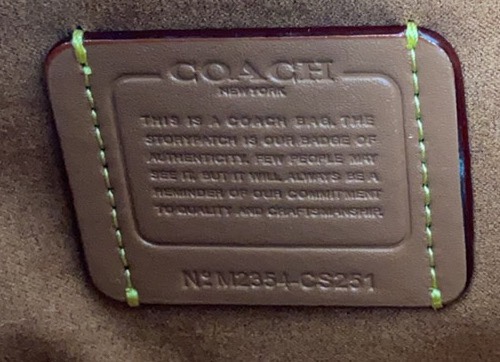 COACH
NEW YORK
THIS IS A COACH BAG. THE
STORYPATCH IS OUR BADGE OF
AUTHENTICITY. FEW PEOPLE MAY
SEE IT, BUT IT WILL ALWAYS BE A
REMINDER OF OUR COMMITMENT
TO QUALITY AND CRAFTSMANSHIP.
Nº M2354-CS251